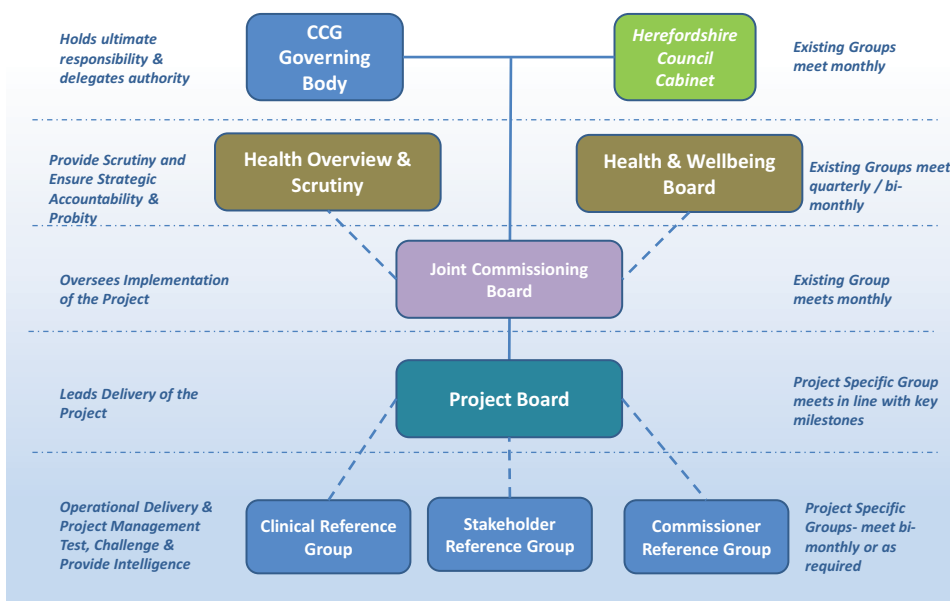 Holds ultimate
responsibility &
delegates authority
CCG
Governing
Body
Herefordshire
Council
Cabinet
Existing Groups
meet monthly
Provide Scrutiny and
Ensure Strategic
Accountability &
Probity
Health Overview &
Scrutiny
Health & Wellbeing
Board
Existing Groups meet
quarterly / bi-
monthly
Oversees Implementation
of the Project
Joint Commissioning
Board
Existing Group
meets monthly
Leads Delivery of the
Project
Project Board
Project Specific Group
meets in line with key
milestones
Operational Delivery &
Project Management
Test, Challenge &
Provide Intelligence
Clinical Reference
Group
Stakeholder
Reference Group
Commissioner
Reference Group
Project Specific
Groups- meet bi-
monthly or as
required